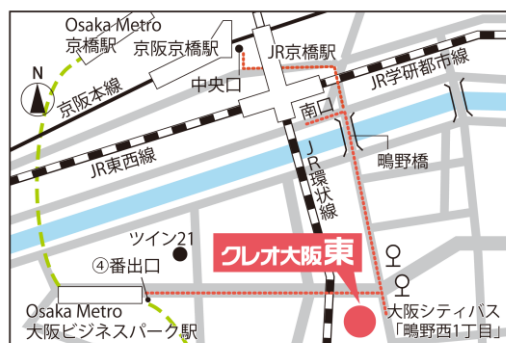 Osaka Metro
京橋駅
京阪京橋駅
JR京橋駅
中央口
N
京阪本線
JR学研都市線
南口
JR東西線
JR環状線
鴫野橋
ツイン21
④番出口
クレオ大阪東
Osaka Metro
大阪ビジネスパーク駅
大阪シティバス
「鴫野西1丁目」